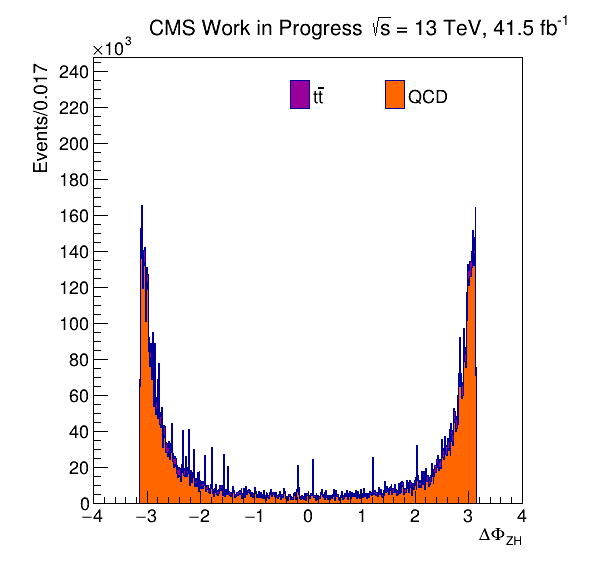 CMS Work in Progress √s = 13 TeV, 41.5 fb⁻¹
×10³
Events/0.017
tt̅
QCD
240
220
200
180
160
140
120
100
80
60
40
20
0
−4 −3 −2 −1 0 1 2 3 4
ΔΦZH